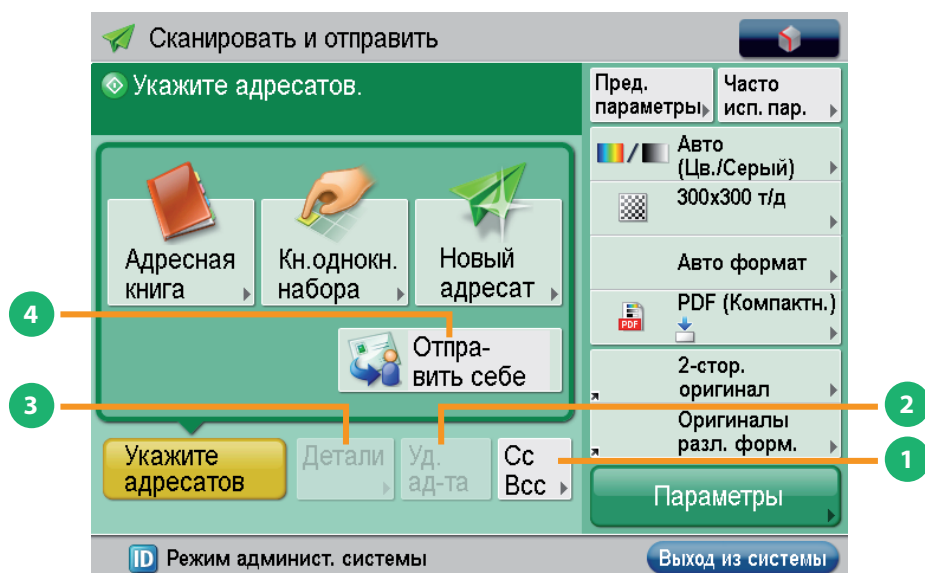 Сканировать и отправить
Укажите адресатов.
Пред.
параметры
Часто
исп. пар.
Авто
(Цв./Серый)
300x300 т/д
Авто формат
PDF
PDF (Компактн.)
2-стор.
оригинал
Оригиналы
разл. форм.
Параметры
Адресная
книга
Кн.однокн.
набора
Новый
адресат
4
Отпра-
вить себе
3
2
1
Укажите
адресатов
Детали
Уд.
ад-та
Cc
Bcc
ID Режим админист. системы
Выход из системы